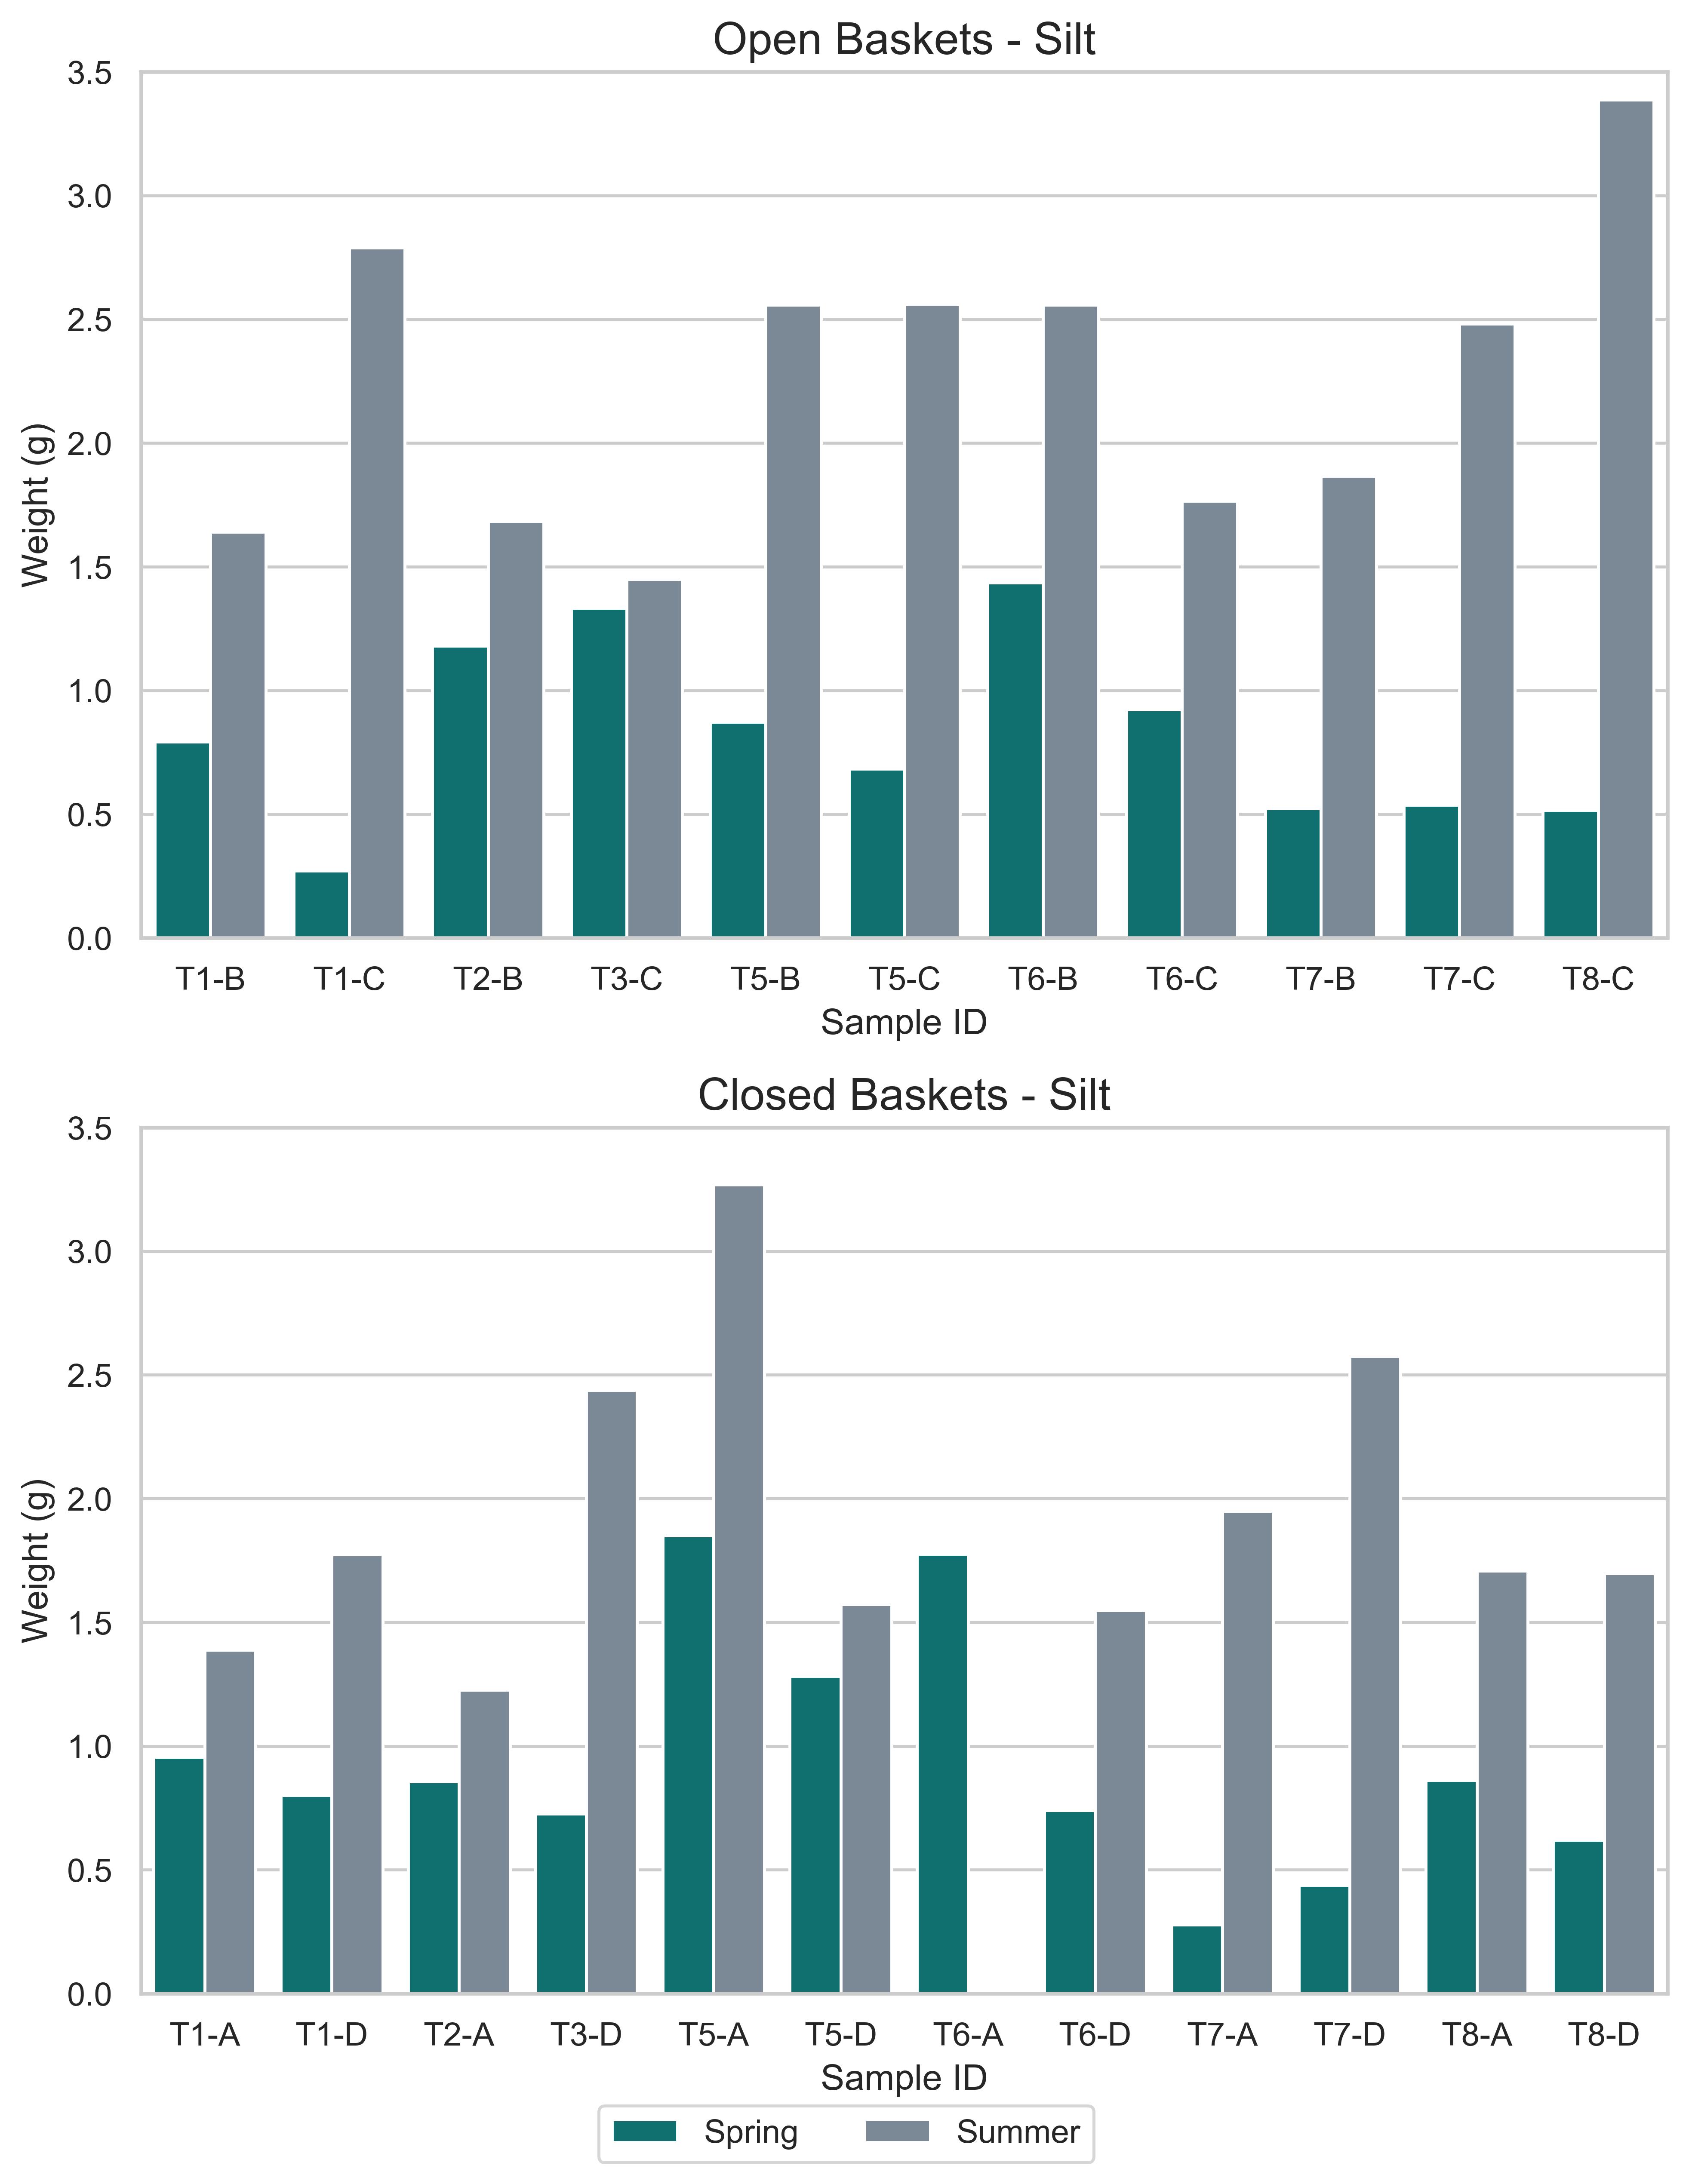 Open Baskets - Silt
3.5
3.0
2.5
2.0
1.5
1.0
0.5
0.0
Weight (g)
T1-B T1-C T2-B T3-C T5-B T5-C T6-B T6-C T7-B T7-C T8-C
Sample ID
Closed Baskets - Silt
3.5
3.0
2.5
2.0
1.5
1.0
0.5
0.0
Weight (g)
T1-A T1-D T2-A T3-D T5-A T5-D T6-A T6-D T7-A T7-D T8-A T8-D
Sample ID
Spring Summer